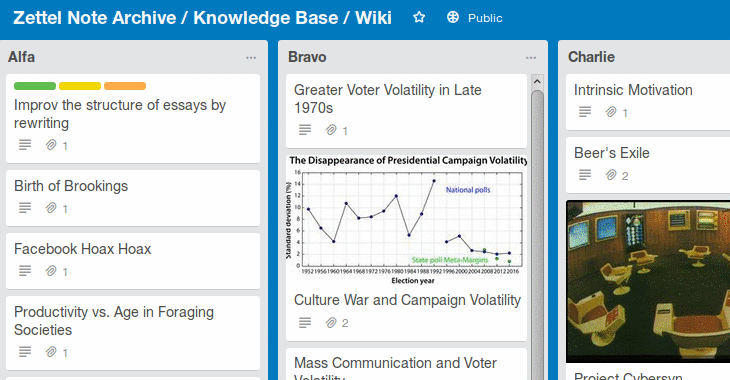 Zettel Note Archive / Knowledge Base / Wiki
Public
Alfa
Improv the structure of essays by
rewriting
1
Birth of Brookings
1
Facebook Hoax Hoax
1
Productivity vs. Age in Foraging
Societies
1
Bravo
Greater Voter Volatility in Late
1970s
1
The Disappearance of Presidential Campaign Volatility
Standard deviation (%)
16
14
12
10
8
6
4
2
0
National polls
State poll Meta-Margins
1952 1956 1960 1964 1968 1972 1976 1980 1984 1988 1992 1996 2000 2004 2008 2012 2016
Election year
Culture War and Campaign Volatility
2
Mass Communication and Voter
Volatility
Charlie
Intrinsic Motivation
1
Beer's Exile
2
Project Cybersyn